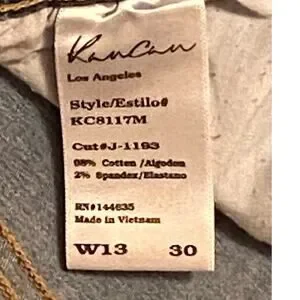 KanCan
Los Angeles
Style/Estilo#
KC8117M
Cut#J-1193
98% Cotten /Algodon
2% Spandex/Elastano
RN#144635
Made in Vietnam
W13 30